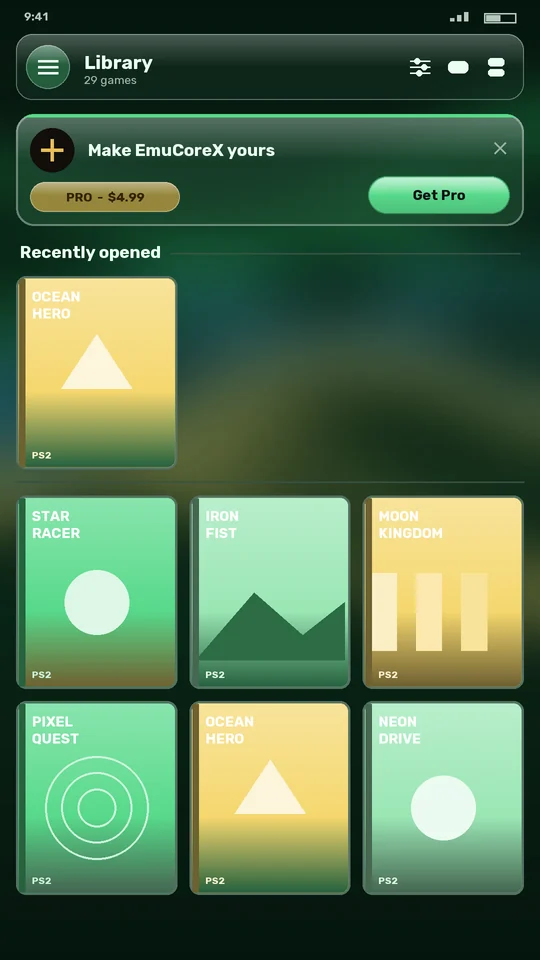 9:41
Library
29 games
Make EmuCoreX yours
PRO - $4.99
Get Pro
Recently opened
OCEAN
HERO
PS2
STAR
RACER
PS2
IRON
FIST
PS2
MOON
KINGDOM
PS2
PIXEL
QUEST
PS2
OCEAN
HERO
PS2
NEON
DRIVE
PS2